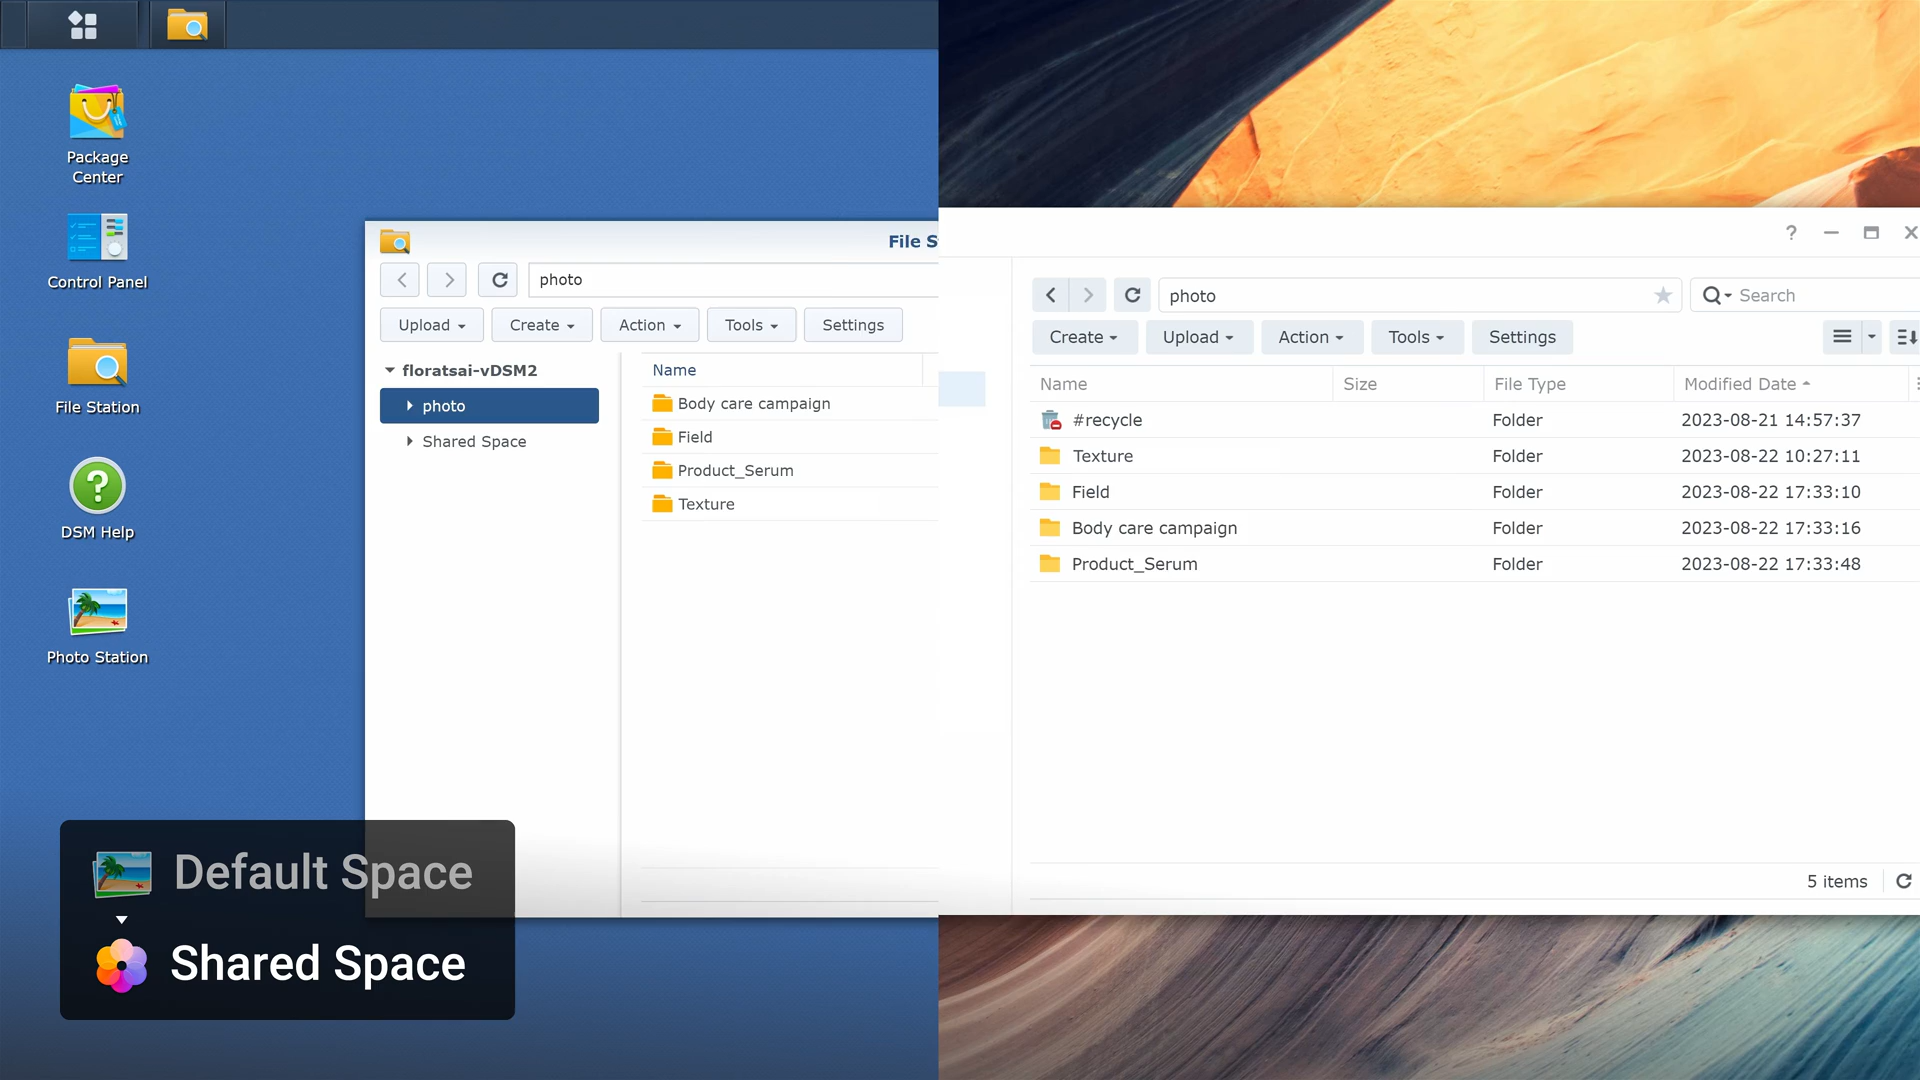 Package
Center
Control Panel
File Station
DSM Help
Photo Station
File S
photo
Upload
Create
Action
Tools
Settings
floratsai-vDSM2
photo
Shared Space
Name
Body care campaign
Field
Product_Serum
Texture
photo
Search
Create
Upload
Action
Tools
Settings
Name Size File Type Modified Date
#recycle Folder 2023-08-21 14:57:37
Texture Folder 2023-08-22 10:27:11
Field Folder 2023-08-22 17:33:10
Body care campaign Folder 2023-08-22 17:33:16
Product_Serum Folder 2023-08-22 17:33:48
5 items
Default Space
Shared Space